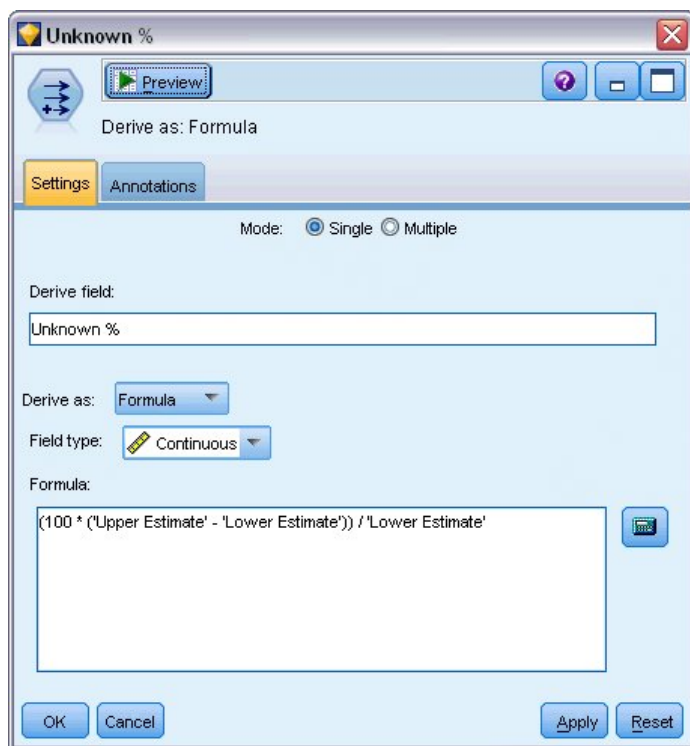 Unknown %
Preview
Derive as: Formula
Settings Annotations
Mode: Single Multiple
Derive field:
Unknown %
Derive as: Formula
Field type: Continuous
Formula:
(100 * ('Upper Estimate' - 'Lower Estimate')) / 'Lower Estimate'
OK Cancel Apply Reset